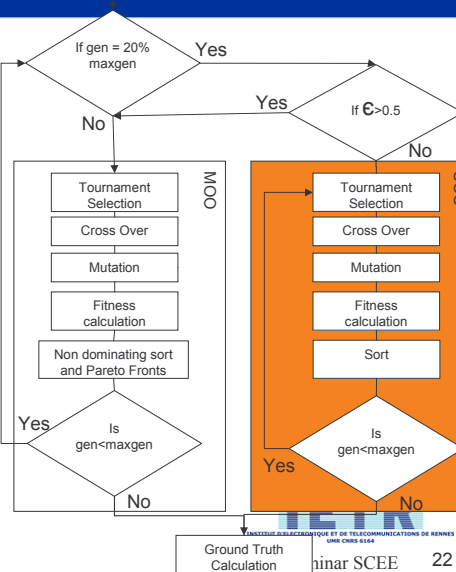 If gen = 20%
maxgen
Yes
If Є>0.5
Yes
No
No
MOO
Tournament
Selection
Cross Over
Mutation
Fitness
calculation
Non dominating sort
and Pareto Fronts
Yes
Is
gen<maxgen
No
Tournament
Selection
Cross Over
Mutation
Fitness
calculation
Sort
Is
gen<maxgen
Yes
No
IETR
INSTITUT D'ELECTRONIQUE ET DE TELECOMMUNICATIONS DE RENNES
UMR CNRS 6164
Ground Truth
Calculation
inar SCEE 22